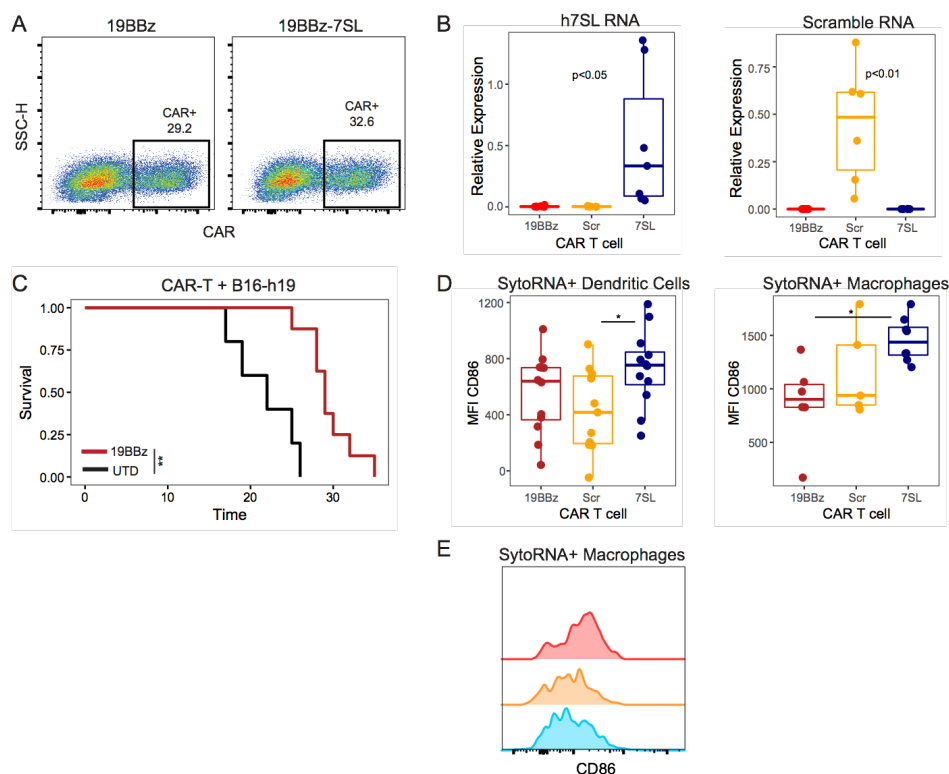 A
19BBz
19BBz-7SL
SSC-H
CAR+
29.2
CAR+
32.6
CAR
B
h7SL RNA
Scramble RNA
Relative Expression
1.0
0.5
0.0
p<0.05
19BBz
Scr
7SL
CAR T cell
Relative Expression
0.75
0.50
0.25
0.00
p<0.01
19BBz
Scr
7SL
CAR T cell
C
CAR-T + B16-h19
Survival
1.00
0.75
0.50
0.25
0.00
19BBz
UTD
**
0
10
20
30
Time
D
SytoRNA+ Dendritic Cells
SytoRNA+ Macrophages
MFI CD86
1200
800
400
0
*
19BBz
Scr
7SL
CAR T cell
MFI CD86
1500
1000
500
*
19BBz
Scr
7SL
CAR T cell
E
SytoRNA+ Macrophages
CD86